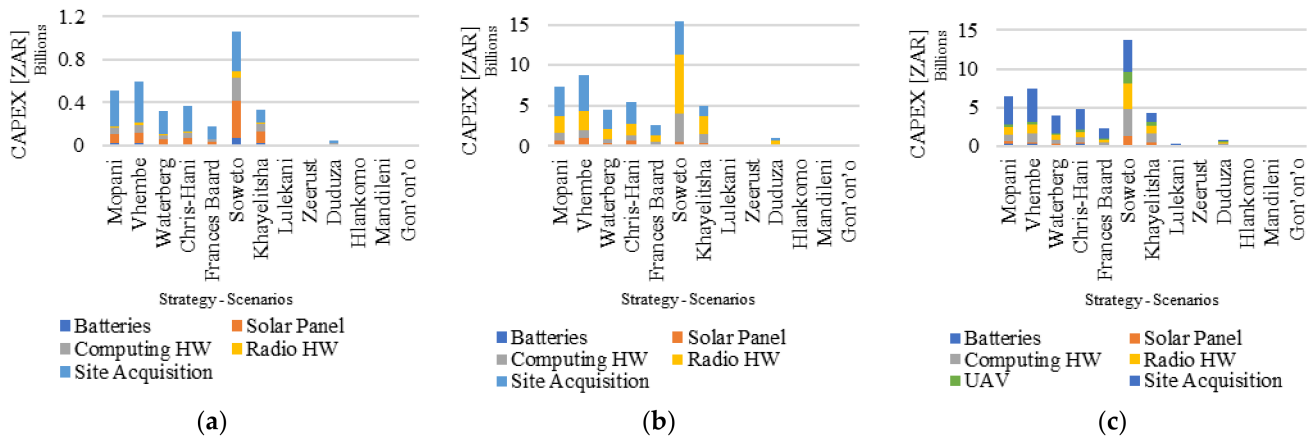 CAPEX [ZAR]
Billions
1.2
0.8
0.4
0
Mopani
Vhembe
Waterberg
Chris-Hani
Frances Baard
Soweto
Khayelitsha
Lulekani
Zeerust
Duduza
Hlankomo
Mandileni
Gon'on'o
Strategy - Scenarios
Batteries
Solar Panel
Computing HW
Radio HW
Site Acquisition
(a)
CAPEX [ZAR]
Billions
15
10
5
0
Mopani
Vhembe
Waterberg
Chris-Hani
Frances Baard
Soweto
Khayelitsha
Lulekani
Zeerust
Duduza
Hlankomo
Mandileni
Gon'on'o
Strategy - Scenarios
Batteries
Solar Panel
Computing HW
Radio HW
Site Acquisition
(b)
CAPEX [ZAR]
Billions
15
10
5
0
Mopani
Vhembe
Waterberg
Chris-Hani
Frances Baard
Soweto
Khayelitsha
Lulekani
Zeerust
Duduza
Hlankomo
Mandileni
Gon'on'o
Strategy - Scenarios
Batteries
Solar Panel
Computing HW
Radio HW
UAV
Site Acquisition
(c)